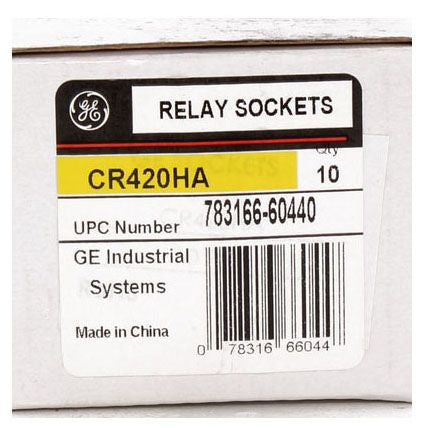 GE
RELAY SOCKETS
Qty
CR420HA
10
UPC Number
783166-60440
GE Industrial
Systems
Made in China
0 78316 66044